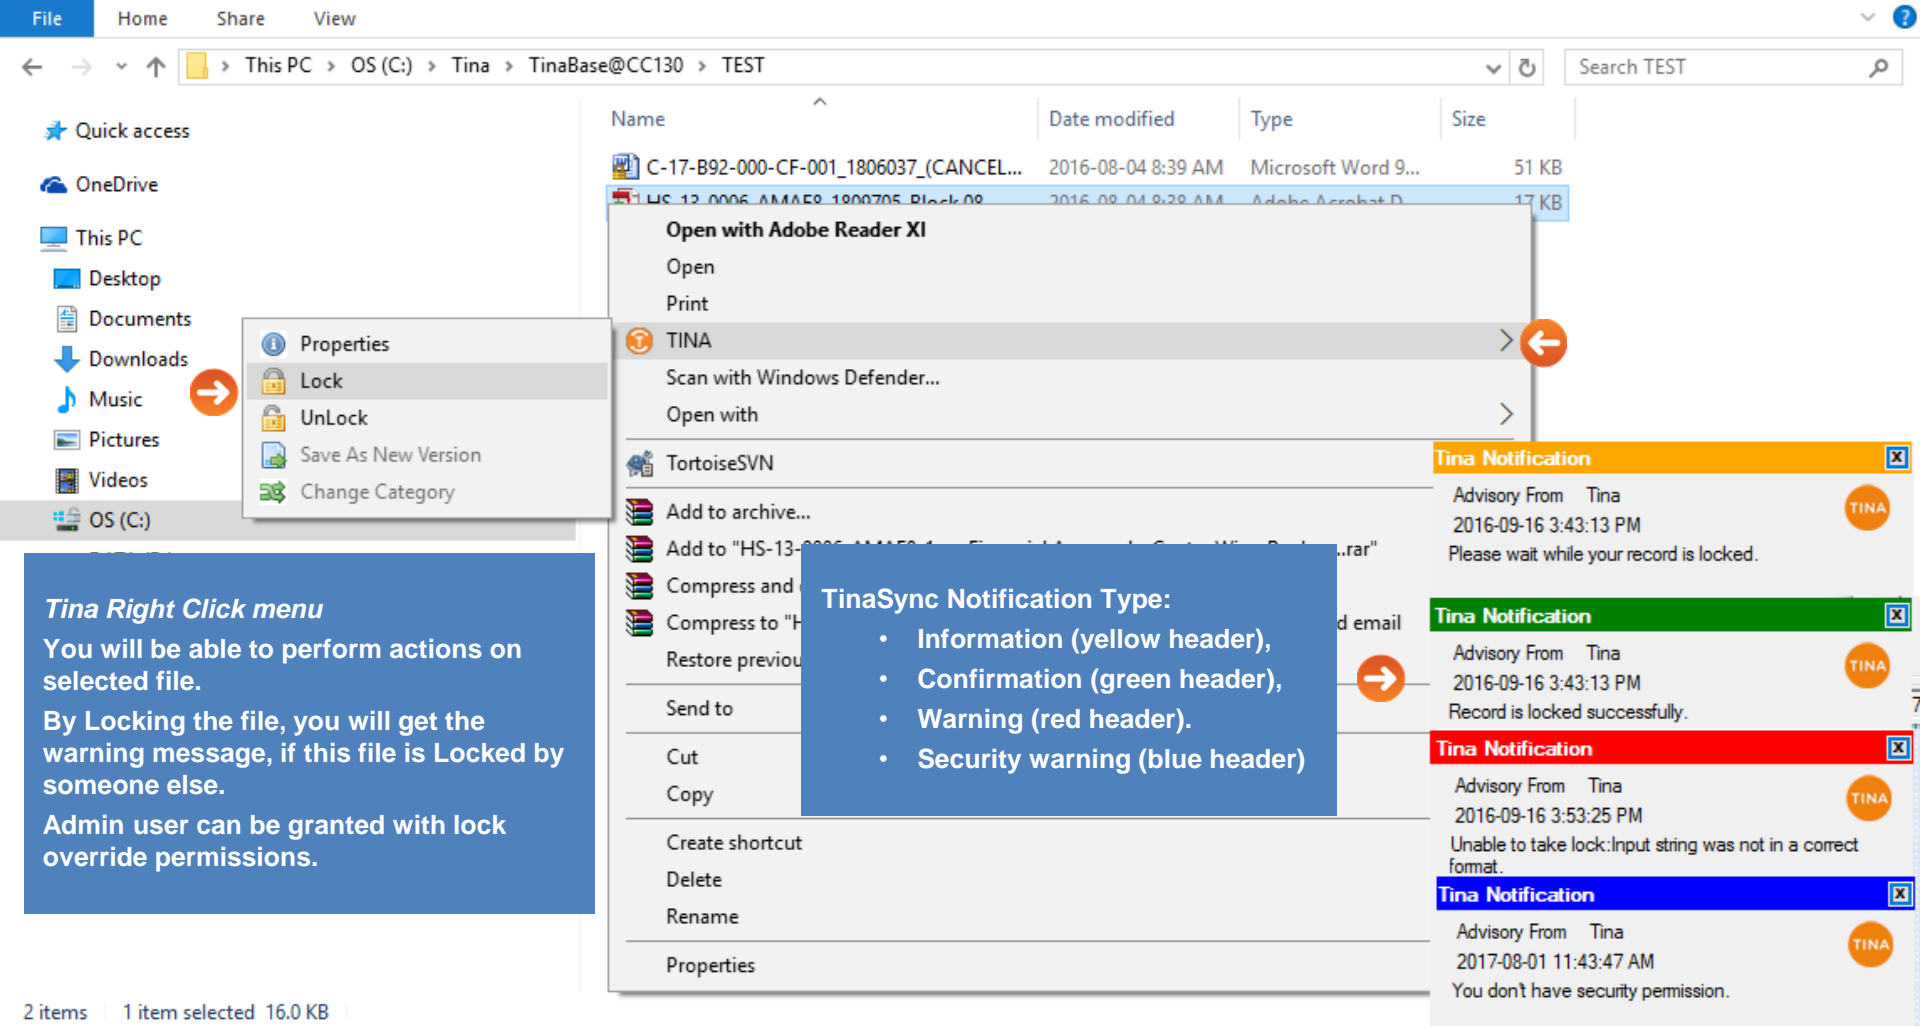 File Home Share View
This PC > OS (C:) > Tina > TinaBase@CC130 > TEST
Search TEST
Name Date modified Type Size
Quick access
OneDrive
This PC
Desktop
Documents
Downloads
Music
Pictures
Videos
OS (C:)
C-17-B92-000-CF-001_1806037_(CANCEL... 2016-08-04 8:39 AM Microsoft Word 9... 51 KB
HS-13-0006_AMAF8_1809705_Block 08 2016-08-04 8:38 AM Adobe Acrobat D 17 KB
Open with Adobe Reader XI
Open
Print
TINA
Scan with Windows Defender...
Open with
TortoiseSVN
Add to archive...
Add to "HS-13- ...rar"
Compress and
Compress to "H d email
Restore previou
Send to
Cut
Copy
Create shortcut
Delete
Rename
Properties
Properties
Lock
UnLock
Save As New Version
Change Category
Tina Right Click menu
You will be able to perform actions on
selected file.
By Locking the file, you will get the
warning message, if this file is Locked by
someone else.
Admin user can be granted with lock
override permissions.
TinaSync Notification Type:
• Information (yellow header),
• Confirmation (green header),
• Warning (red header).
• Security warning (blue header)
Tina Notification
Advisory From Tina
TINA
2016-09-16 3:43:13 PM
Please wait while your record is locked.
Tina Notification
Advisory From Tina
TINA
2016-09-16 3:43:13 PM
Record is locked successfully.
Tina Notification
Advisory From Tina
TINA
2016-09-16 3:53:25 PM
Unable to take lock:Input string was not in a correct
format.
Tina Notification
Advisory From Tina
TINA
2017-08-01 11:43:47 AM
You don't have security permission.
2 items 1 item selected 16.0 KB